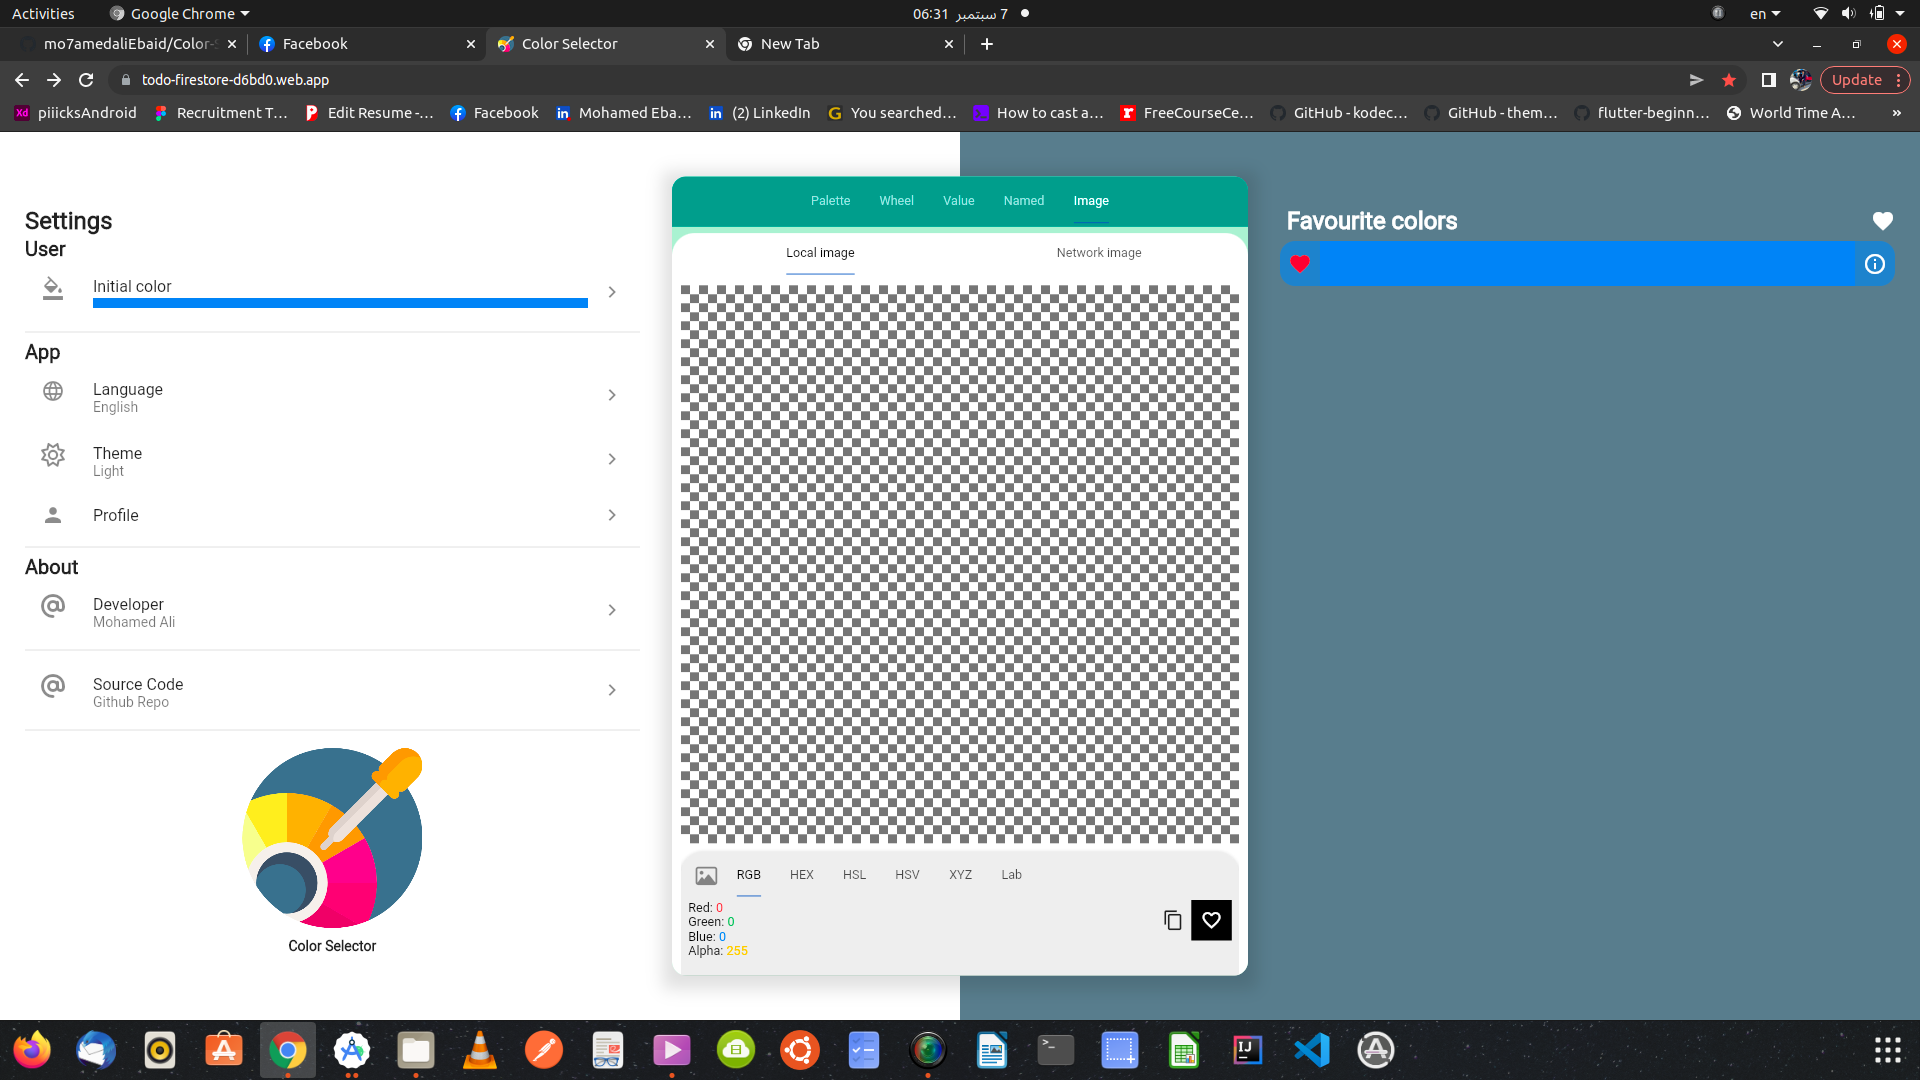 Activities
Google Chrome
7 سبتمبر 06:31
en
mo7amedaliEbaid/Color-S
Facebook
Color Selector
New Tab
todo-firestore-d6bd0.web.app
Update
piiicksAndroid
Recruitment T…
Edit Resume -…
Facebook
Mohamed Eba…
(2) LinkedIn
You searched…
How to cast a…
FreeCourseCe…
GitHub - kodec…
GitHub - them…
flutter-beginn…
World Time A…
»
Settings
User
Initial color
App
Language
English
Theme
Light
Profile
About
Developer
Mohamed Ali
Source Code
Github Repo
Color Selector
Palette
Wheel
Value
Named
Image
Local image
Network image
RGB
HEX
HSL
HSV
XYZ
Lab
Red: 0
Green: 0
Blue: 0
Alpha: 255
Favourite colors